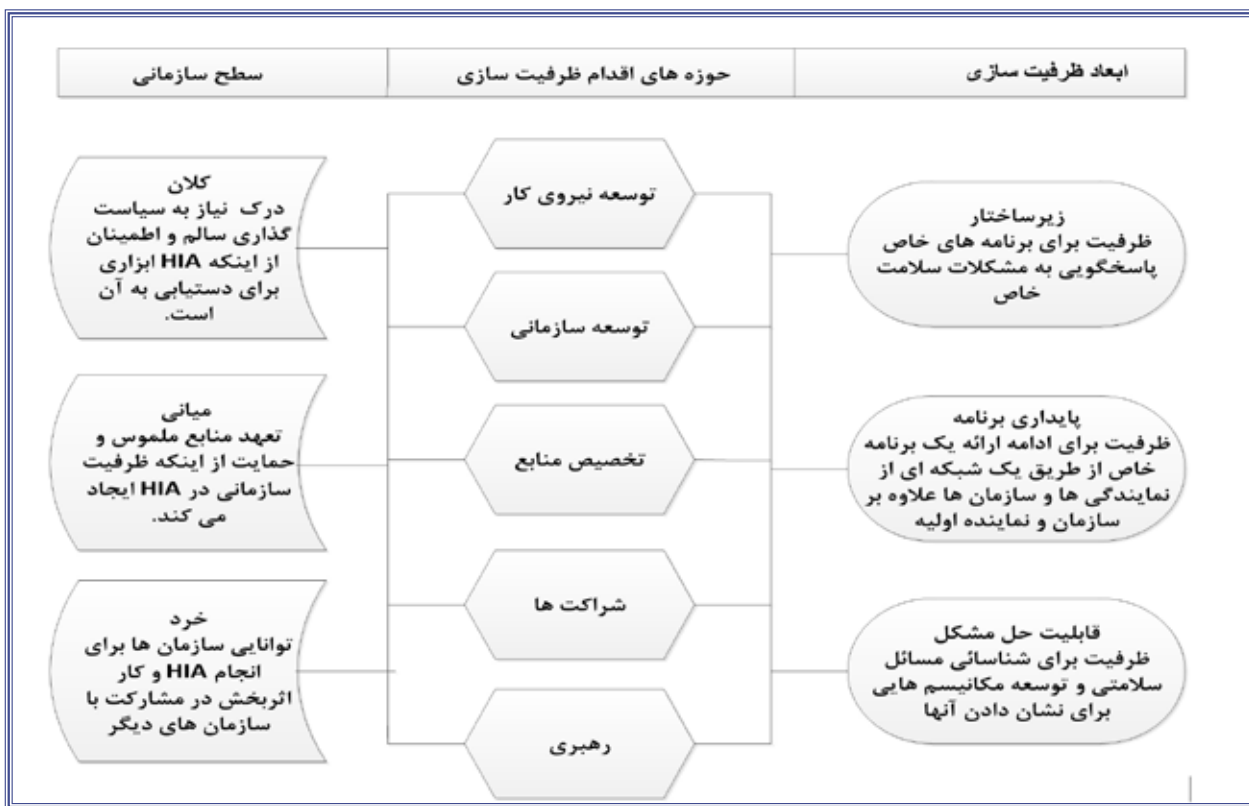 ابعاد ظرفیت سازی
حوزه های اقدام ظرفیت سازی
سطح سازمانی
زیرساختار
ظرفیت برای برنامه های خاص
پاسخگویی به مشکلات سلامت
خاص
پایداری برنامه
ظرفیت برای ادامه ارائه یک برنامه
خاص از طریق یک شبکه ای از
نمایندگی ها و سازمان ها علاوه بر
سازمان و نماینده اولیه
قابلیت حل مشکل
ظرفیت برای شناسائی مسائل
سلامتی و توسعه مکانیسم هایی
برای نشان دادن آنها
توسعه نیروی کار
توسعه سازمانی
تخصیص منابع
شراکت ها
رهبری
کلان
درک نیاز به سیاست
گذاری سالم و اطمینان
از اینکه HIA ابزاری
برای دستیابی به آن
است.
میانی
تعهد منابع ملموس و
حمایت از اینکه ظرفیت
سازمانی در HIA ایجاد
می کند.
خرد
توانایی سازمان ها برای
انجام HIA و کار
اثربخش در مشارکت با
سازمان های دیگر